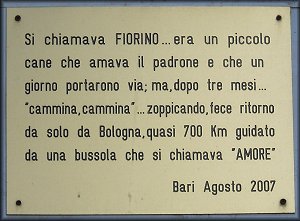 Si chiamava FIORINO...era un piccolo
cane che amava il padrone e che un
giorno portarono via; ma, dopo tre mesi...
"cammina, cammina"...zoppicando, fece ritorno
da solo da Bologna, quasi 700 Km guidato
da una bussola che si chiamava "AMORE"
Bari Agosto 2007